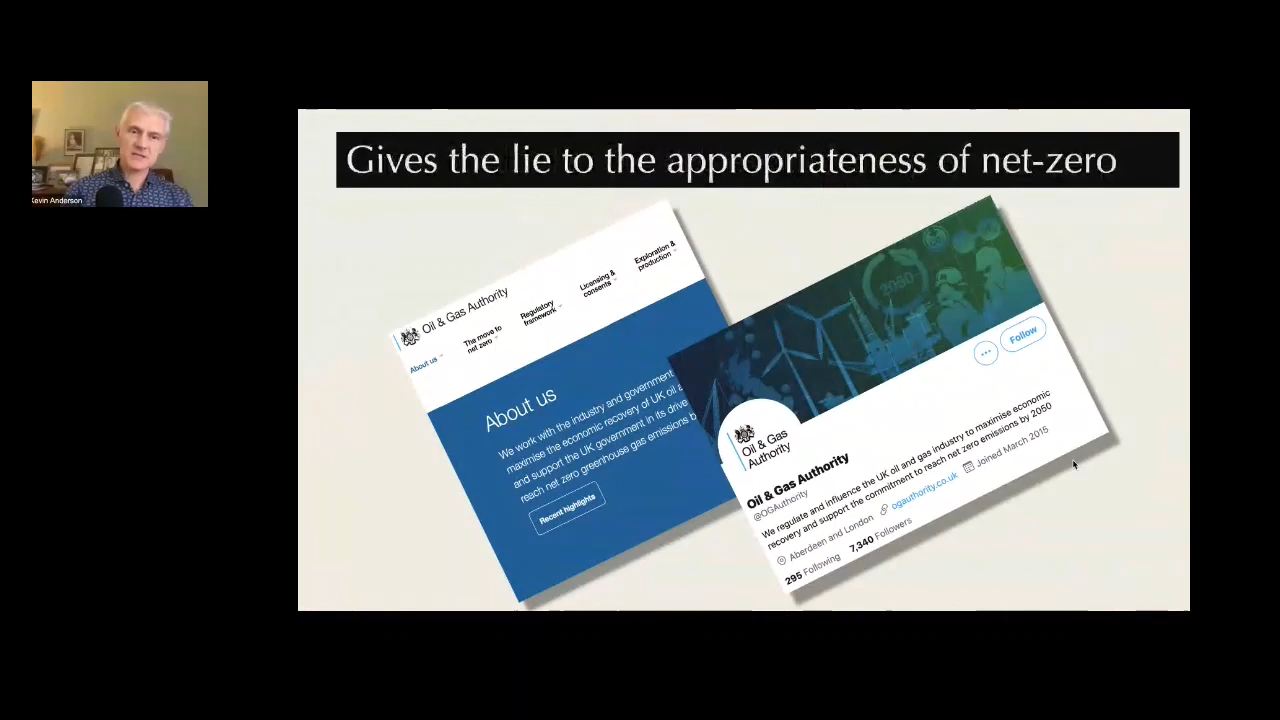 Kevin Anderson
Gives the lie to the appropriateness of net-zero
Oil & Gas Authority
About us
The move to
net zero
Regulatory
framework
Licensing &
consents
Exploration &
production
About us
We work with the industry and government
maximise the economic recovery of UK oil
and support the UK government in its drive
reach net zero greenhouse gas emissions
Recent highlights
2050
Follow
Oil & Gas
Authority
Oil & Gas Authority
@OGAuthority
We regulate and influence the UK oil and gas industry to maximise economic
recovery and support the commitment to reach net zero emissions by 2050
Aberdeen and London ogauthority.co.uk Joined March 2015
295 Following 7,340 Followers